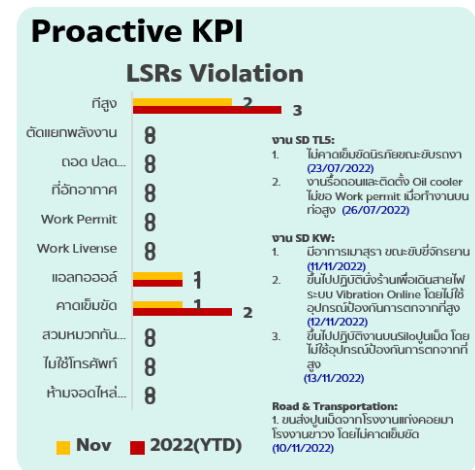 Proactive KPI
LSRs Violation
ที่สูง
2
3
ตัดแยกพลังงาน
0
0
ถอด ปลด...
0
0
ที่อับอากาศ
0
0
Work Permit
0
0
Work Livense
0
0
แอลกอฮอล์
1
1
คาดเข็มขัด
1
2
สวมหมวกกัน...
0
0
ไม่ใช้โทรศัพท์
0
0
ห้ามจอดไหล่...
0
0
Nov
2022(YTD)
งาน SD TL5:
1. ไม่คาดเข็มขัดนิรภัยขณะขับรถงา
(23/07/2022)
2. งานรื้อถอนและติดตั้ง Oil cooler
ไม่ขอ Work permit เมื่อทำงานบน
ท่อสูง (26/07/2022)
งาน SD KW:
1. มีอาการเมาสุรา ขณะขับขี่จักรยาน
(11/11/2022)
2. ขึ้นไปปฏิบัตินั่งร้านเพื่อเดินสายไฟ
ระบบ Vibration Online โดยไม่ใช้
อุปกรณ์ป้องกันการตกจากที่สูง
(12/11/2022)
3. ขึ้นไปปฏิบัติงานบนSiloปูนเม็ด โดย
ไม่ใช้อุปกรณ์ป้องกันการตกจากที่
สูง
(13/11/2022)
Road & Transportation:
1. ขนส่งปูนเม็ดจากโรงงานแก่งคอยมา
โรงงานเขาวง โดยไม่คาดเข็มขัด
(10/11/2022)